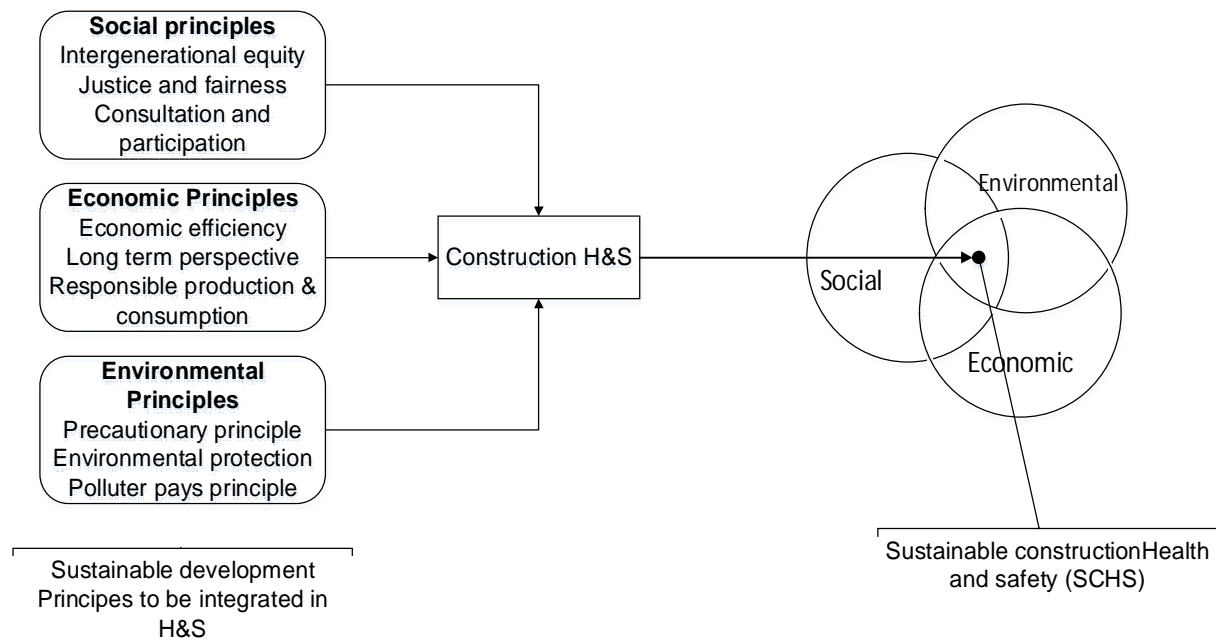 Social principles
Intergenerational equity
Justice and fairness
Consultation and
participation
Economic Principles
Economic efficiency
Long term perspective
Responsible production &
consumption
Environmental
Principles
Precautionary principle
Environmental protection
Polluter pays principle
Sustainable development
Principes to be integrated in
H&S
Construction H&S
Environmental
Social
Economic
Sustainable constructionHealth
and safety (SCHS)